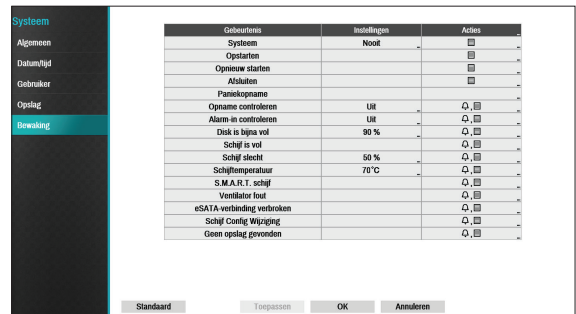 Systeem
Algemeen
Datum/tijd
Gebruiker
Opslag
Bewaking
Gebeurtenis Instellingen Acties
Systeem Nooit
Opstarten
Opnieuw starten
Afsluiten
Paniekopname
Opname controleren Uit
Alarm-in controleren Uit
Disk is bijna vol 90 %
Schijf is vol
Schijf slecht 50 %
Schijftemperatuur 70°C
S.M.A.R.T. schijf
Ventilator fout
eSATA-verbinding verbroken
Schijf Config Wijziging
Geen opslag gevonden
Standaard Toepassen OK Annuleren